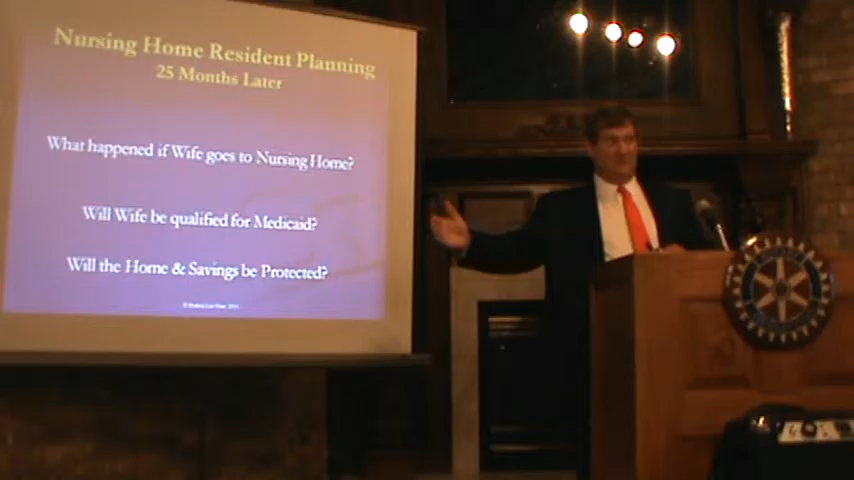 Nursing Home Resident Planning
25 Months Later
What happened if Wife goes to Nursing Home?
Will Wife be qualified for Medicaid?
Will the Home & Savings be Protected?